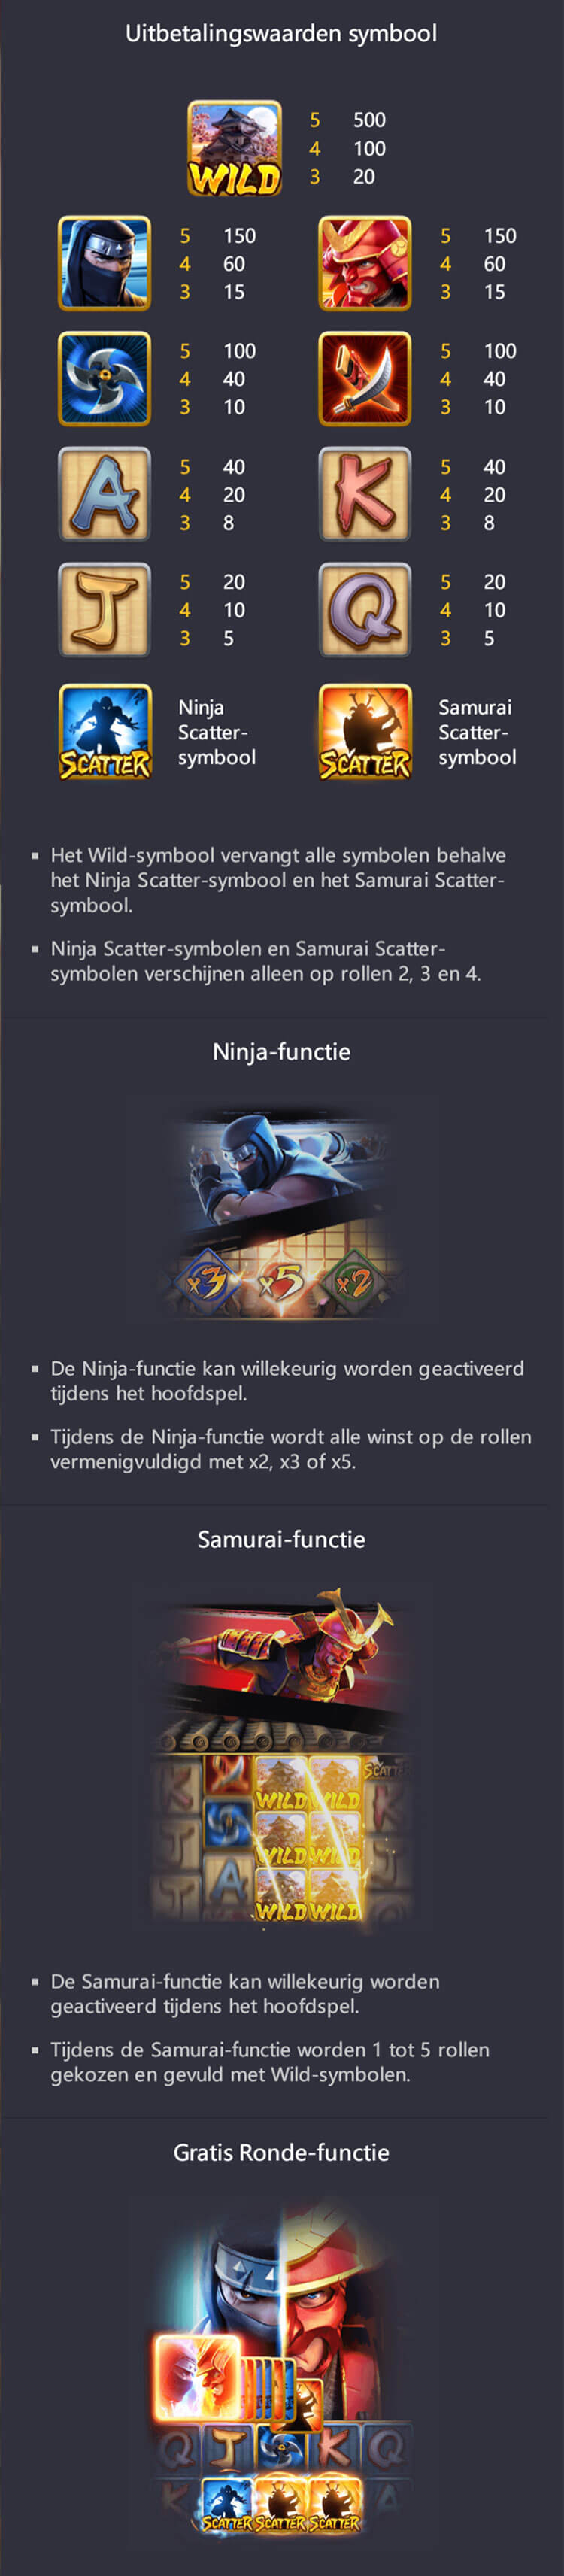 Uitbetalingswaarden symbool
WILD
5 500
4 100
3 20
5 150
4 60
3 15
5 150
4 60
3 15
5 100
4 40
3 10
5 100
4 40
3 10
A
5 40
4 20
3 8
K
5 40
4 20
3 8
J
5 20
4 10
3 5
Q
5 20
4 10
3 5
SCATTER
Ninja
Scatter-
symbool
SCATTER
Samurai
Scatter-
symbool
▪ Het Wild-symbool vervangt alle symbolen behalve
het Ninja Scatter-symbool en het Samurai Scatter-
symbool.
▪ Ninja Scatter-symbolen en Samurai Scatter-
symbolen verschijnen alleen op rollen 2, 3 en 4.
Ninja-functie
x3 x5 x2
▪ De Ninja-functie kan willekeurig worden geactiveerd
tijdens het hoofdspel.
▪ Tijdens de Ninja-functie wordt alle winst op de rollen
vermenigvuldigd met x2, x3 of x5.
Samurai-functie
K WILD WILD SCATTER
J WILD WILD K
J A WILD WILD
▪ De Samurai-functie kan willekeurig worden
geactiveerd tijdens het hoofdspel.
▪ Tijdens de Samurai-functie worden 1 tot 5 rollen
gekozen en gevuld met Wild-symbolen.
Gratis Ronde-functie
Q J K Q
K SCATTER SCATTER SCATTER A